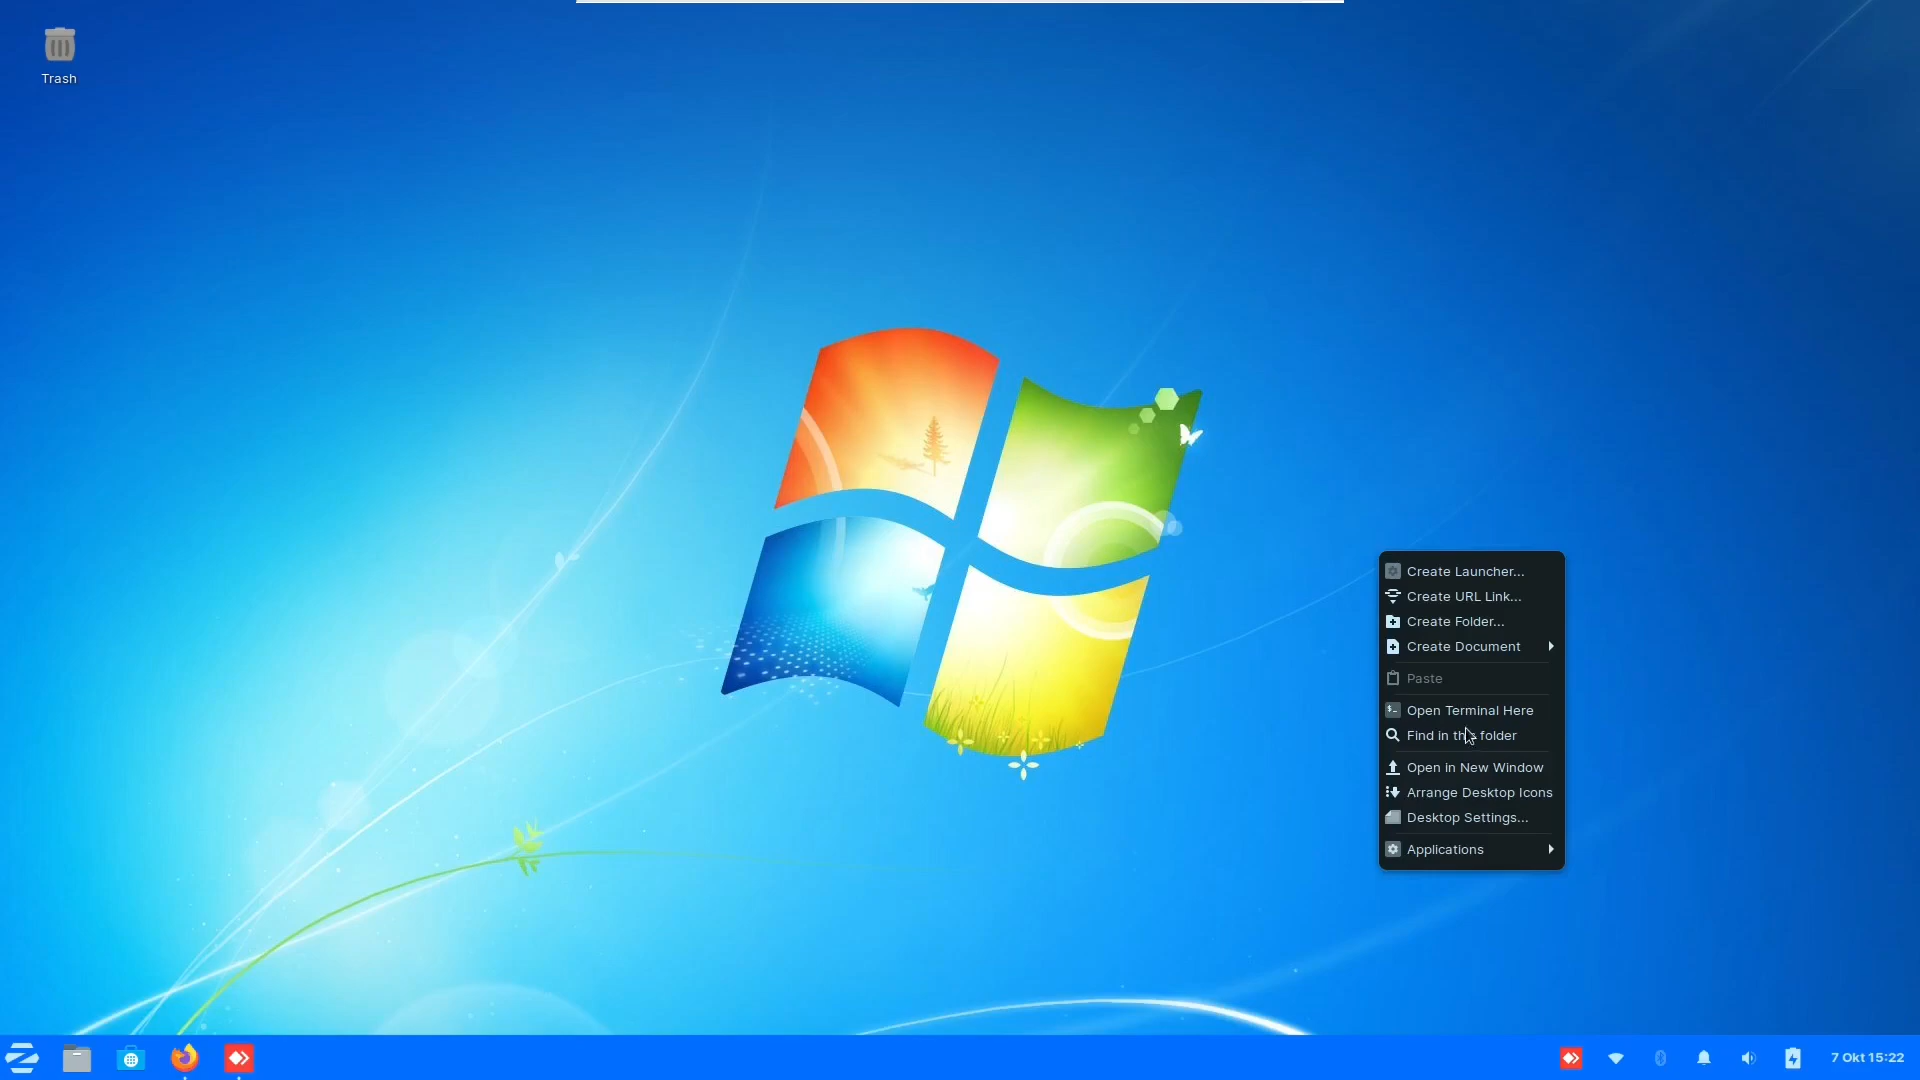 Trash
Create Launcher...
Create URL Link...
Create Folder...
Create Document
Paste
Open Terminal Here
Find in this folder
Open in New Window
Arrange Desktop Icons
Desktop Settings...
Applications
7 Okt 15:22